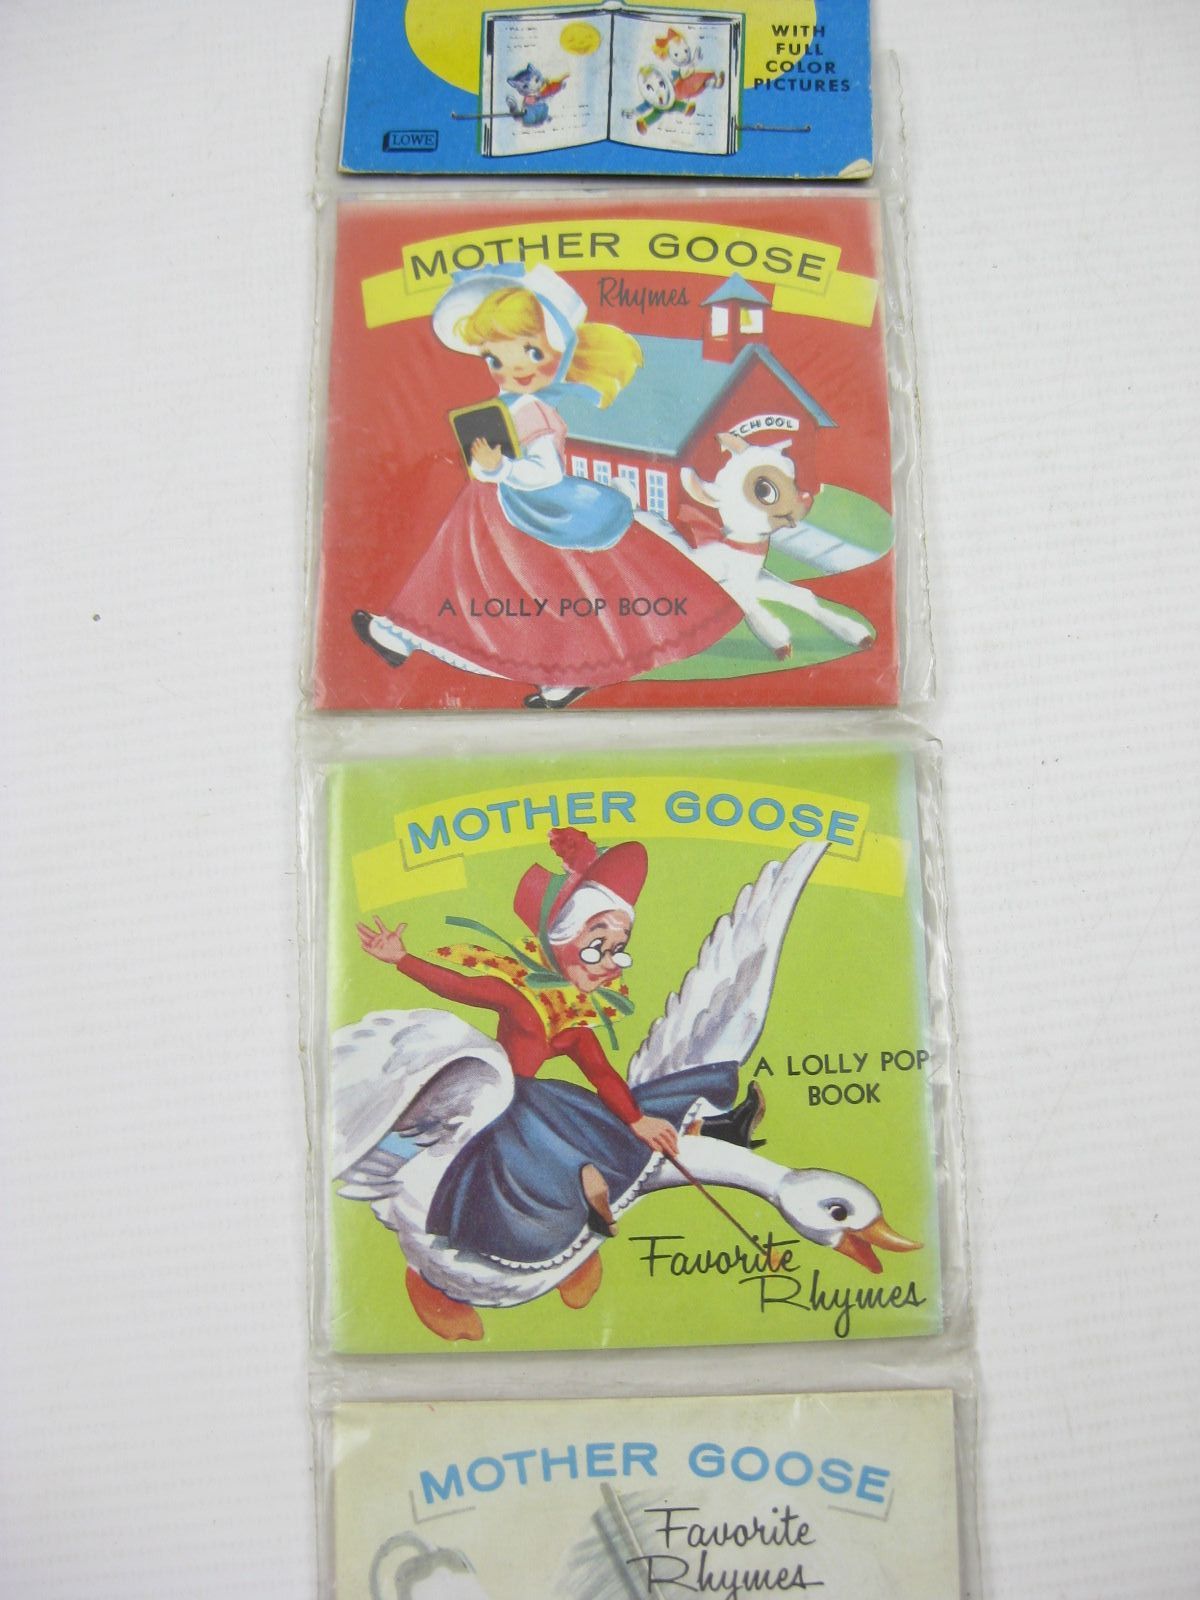 WITH
FULL
COLOR
PICTURES
LOWE
MOTHER GOOSE
Rhymes
SCHOOL
A LOLLY POP BOOK
MOTHER GOOSE
A LOLLY POP
BOOK
Favorite
Rhymes
MOTHER GOOSE
Favorite
Rhymes